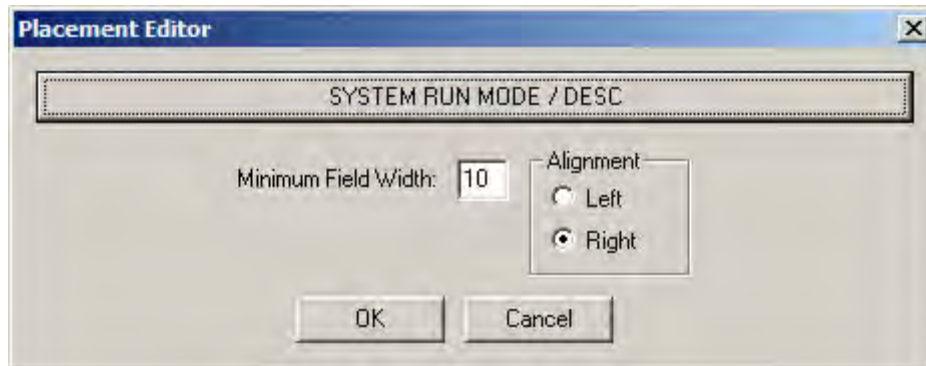 Placement Editor
SYSTEM RUN MODE / DESC
Minimum Field Width: 10
Alignment
Left
Right
OK Cancel